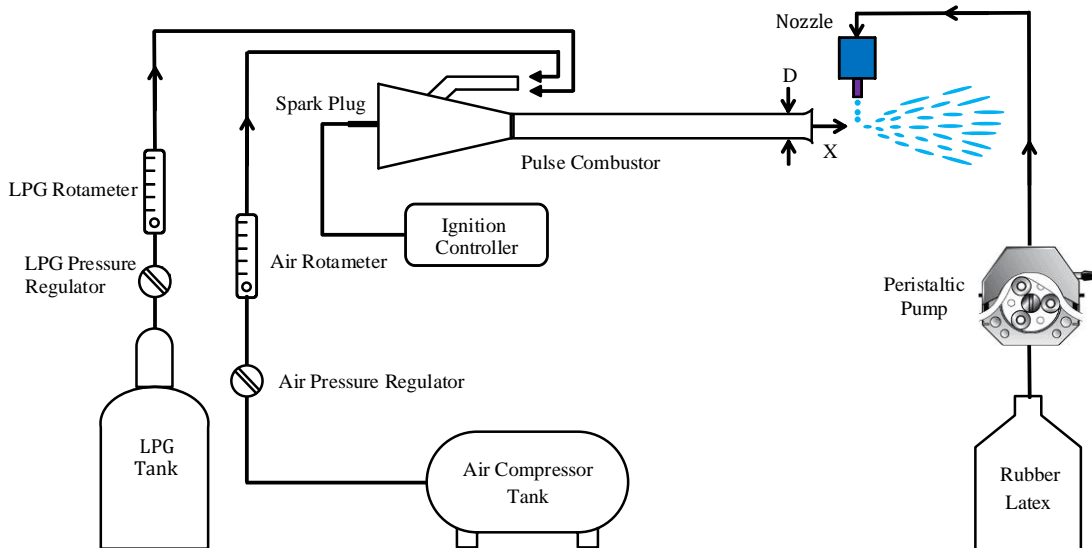 Nozzle
D
Spark Plug
X
Pulse Combustor
LPG Rotameter
Ignition
Controller
Air Rotameter
LPG Pressure
Regulator
Peristaltic
Pump
Air Pressure Regulator
LPG
Tank
Air Compressor
Tank
Rubber
Latex